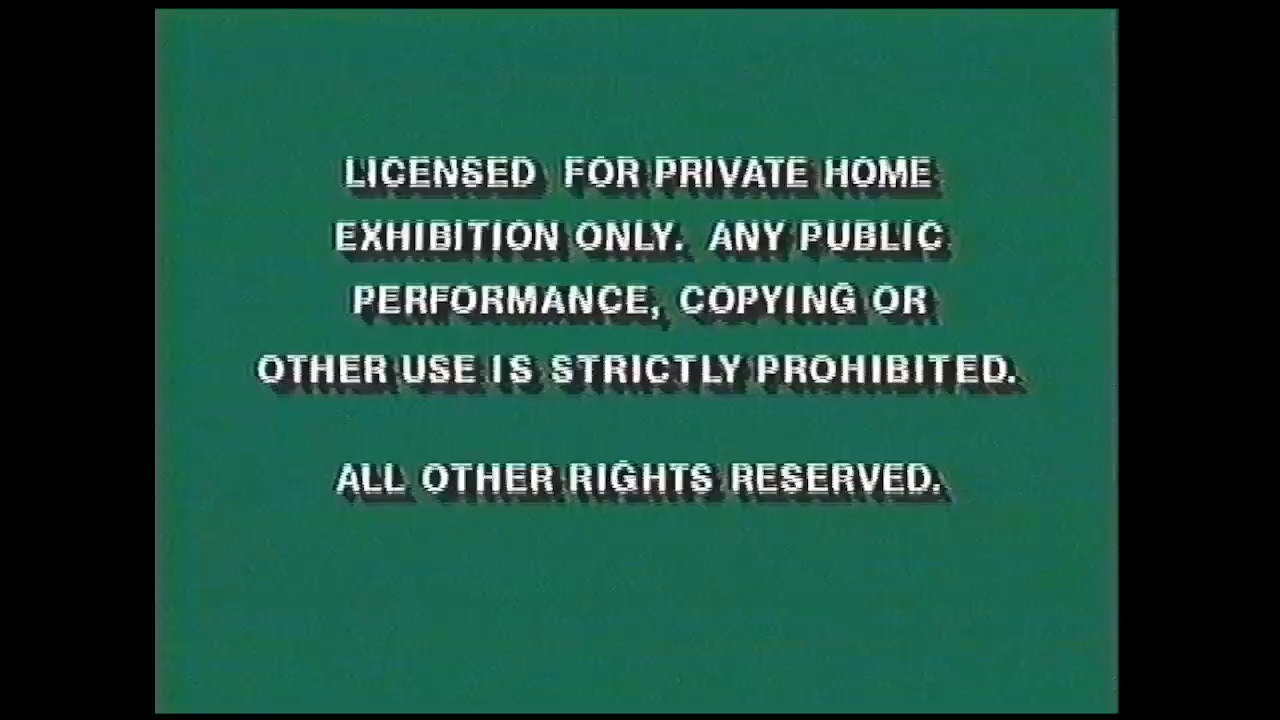 LICENSED FOR PRIVATE HOME
EXHIBITION ONLY. ANY PUBLIC
PERFORMANCE, COPYING OR
OTHER USE IS STRICTLY PROHIBITED.
ALL OTHER RIGHTS RESERVED.